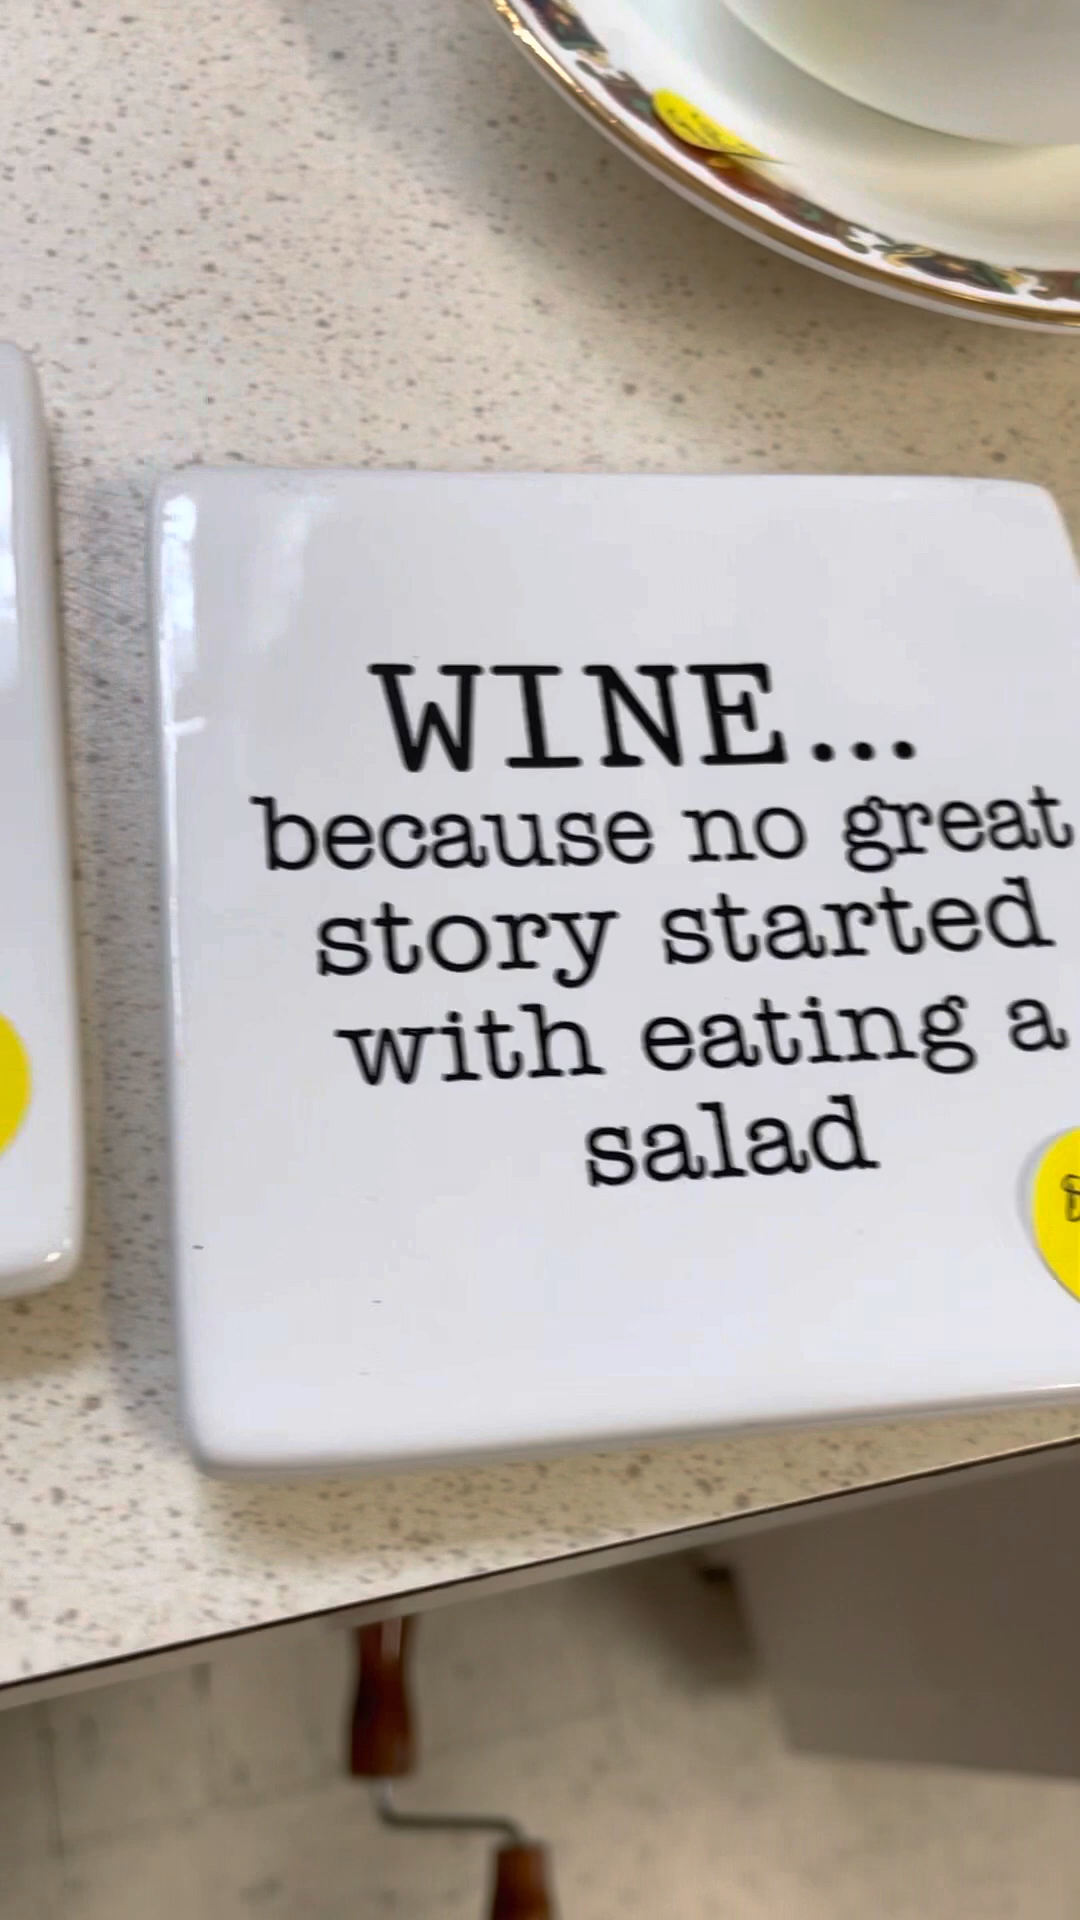 WINE...
because no great
story started
with eating a
salad